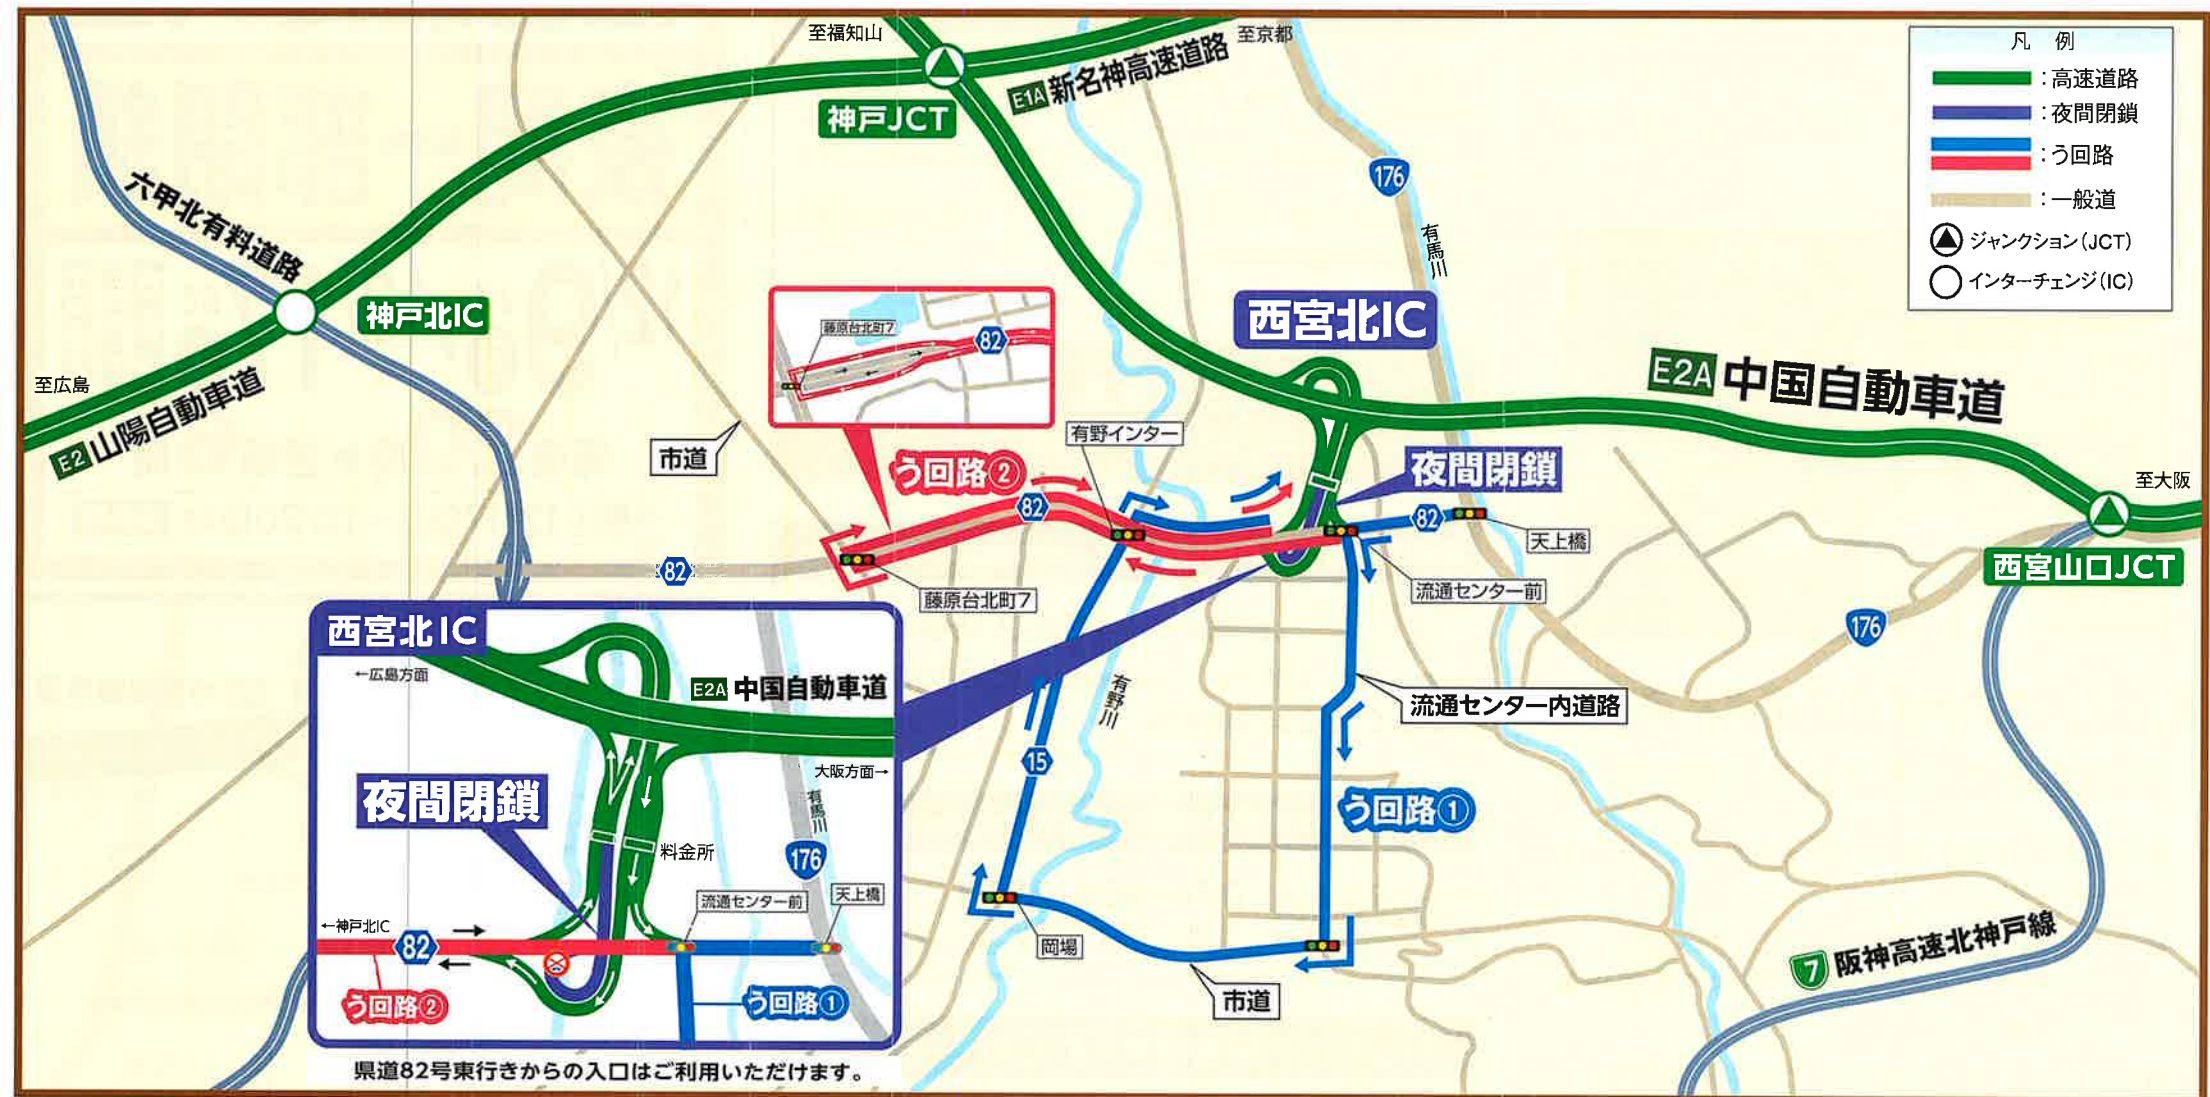 至福知山
至京都
E1A 新名神高速道路
神戸JCT
凡 例
：高速道路
：夜間閉鎖
：う回路
：一般道
ジャンクション（JCT）
インターチェンジ（IC）
六甲北有料道路
神戸北IC
176
有馬川
西宮北IC
藤原台北町7
82
E2A 中国自動車道
至広島
E2 山陽自動車道
市道
有野インター
う回路②
82
夜間閉鎖
82
天上橋
至大阪
西宮山口JCT
82
藤原台北町7
流通センター前
176
西宮北IC
←広島方面
E2A 中国自動車道
大阪方面→
有馬川
夜間閉鎖
料金所
176
流通センター前
天上橋
←神戸北IC
82
う回路②
う回路①
県道82号東行きからの入口はご利用いただけます。
有野川
流通センター内道路
15
う回路①
岡場
市道
7 阪神高速北神戸線